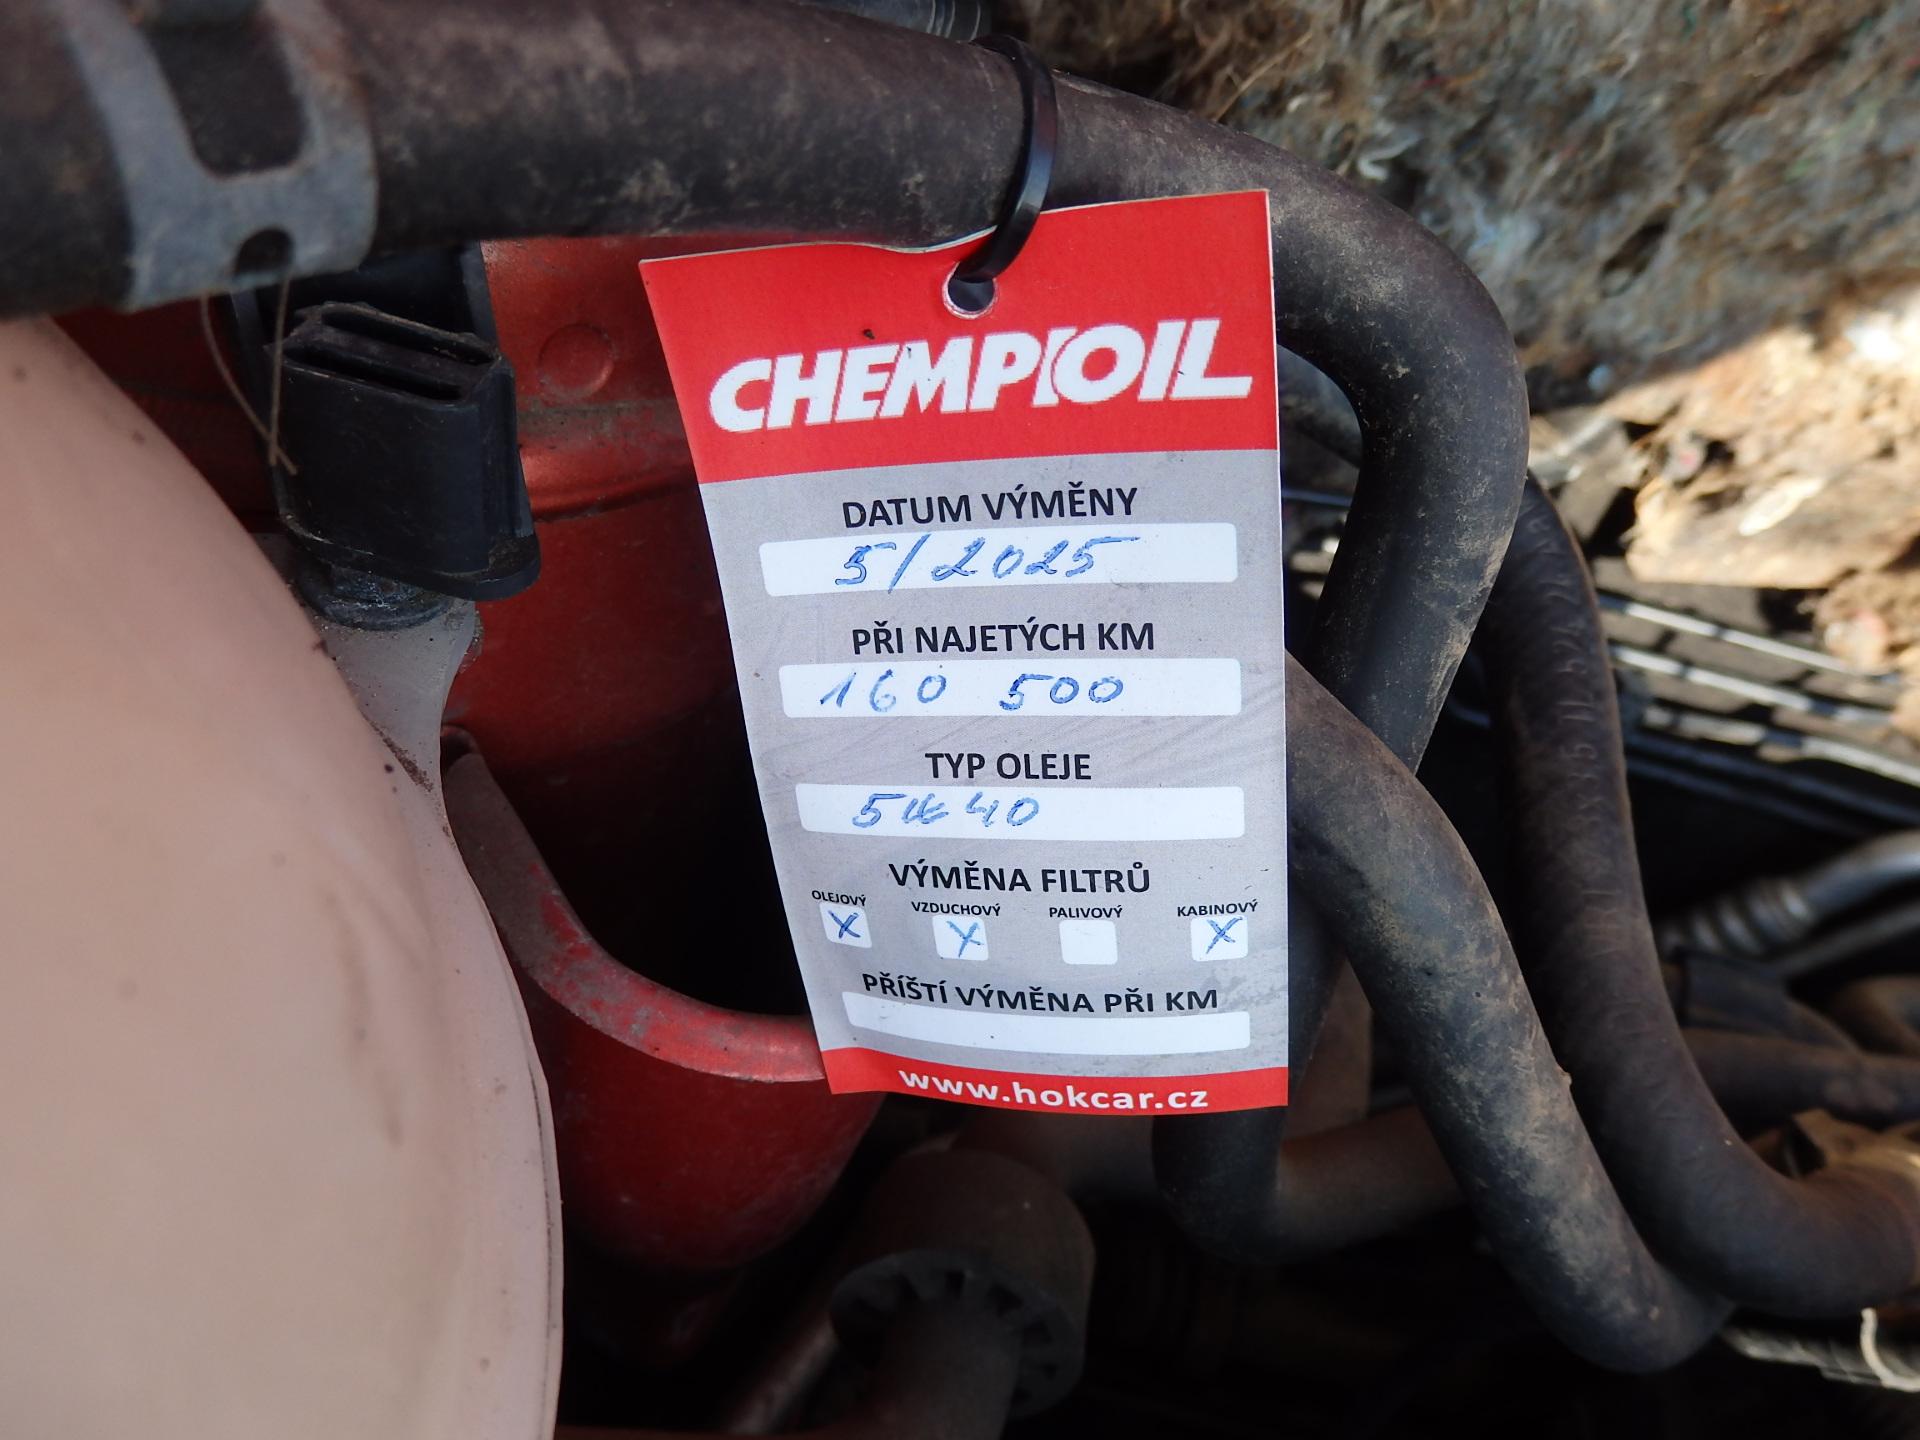 CHEMPIOIL
DATUM VÝMĚNY
5/2025
PŘI NAJETÝCH KM
160 500
TYP OLEJE
5W40
VÝMĚNA FILTRŮ
OLEJOVÝ VZDUCHOVÝ PALIVOVÝ KABINOVÝ
X X X
PŘÍŠTÍ VÝMĚNA PŘI KM
www.hokcar.cz